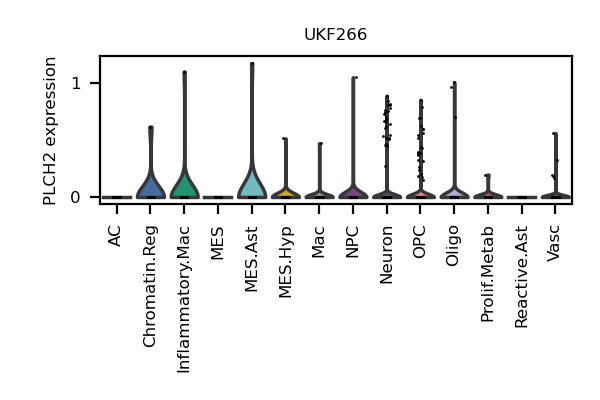 UKF266
PLCH2 expression
1
0
AC
Chromatin.Reg
Inflammatory.Mac
MES
MES.Ast
MES.Hyp
Mac
NPC
Neuron
OPC
Oligo
Prolif.Metab
Reactive.Ast
Vasc